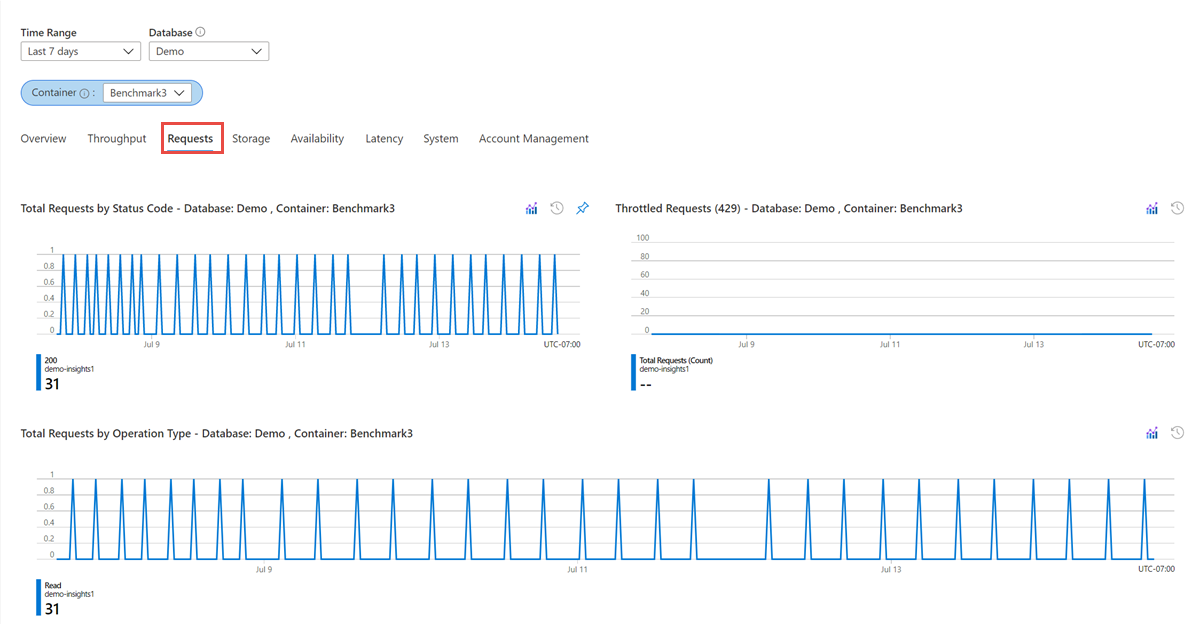 Time Range Database
Last 7 days Demo
Container : Benchmark3
Overview Throughput Requests Storage Availability Latency System Account Management
Total Requests by Status Code - Database: Demo , Container: Benchmark3
1
0.8
0.6
0.4
0.2
0
Jul 9 Jul 11 Jul 13 UTC-07:00
200
demo-insights1
31
Throttled Requests (429) - Database: Demo , Container: Benchmark3
100
80
60
40
20
0
Jul 9 Jul 11 Jul 13 UTC-07:00
Total Requests (Count)
demo-insights1
--
Total Requests by Operation Type - Database: Demo , Container: Benchmark3
1
0.8
0.6
0.4
0.2
0
Jul 9 Jul 11 Jul 13 UTC-07:00
Read
demo-insights1
31